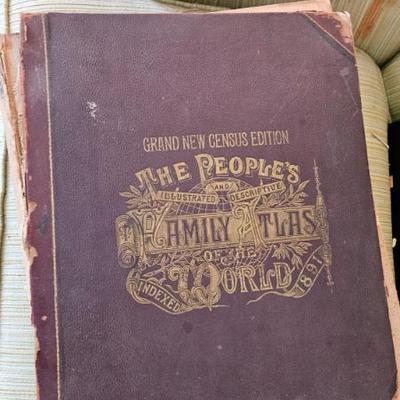 GRAND NEW CENSUS EDITION
THE PEOPLE'S
ILLUSTRATED AND DESCRIPTIVE
FAMILY ATLAS
OF THE
WORLD
INDEXED
1891